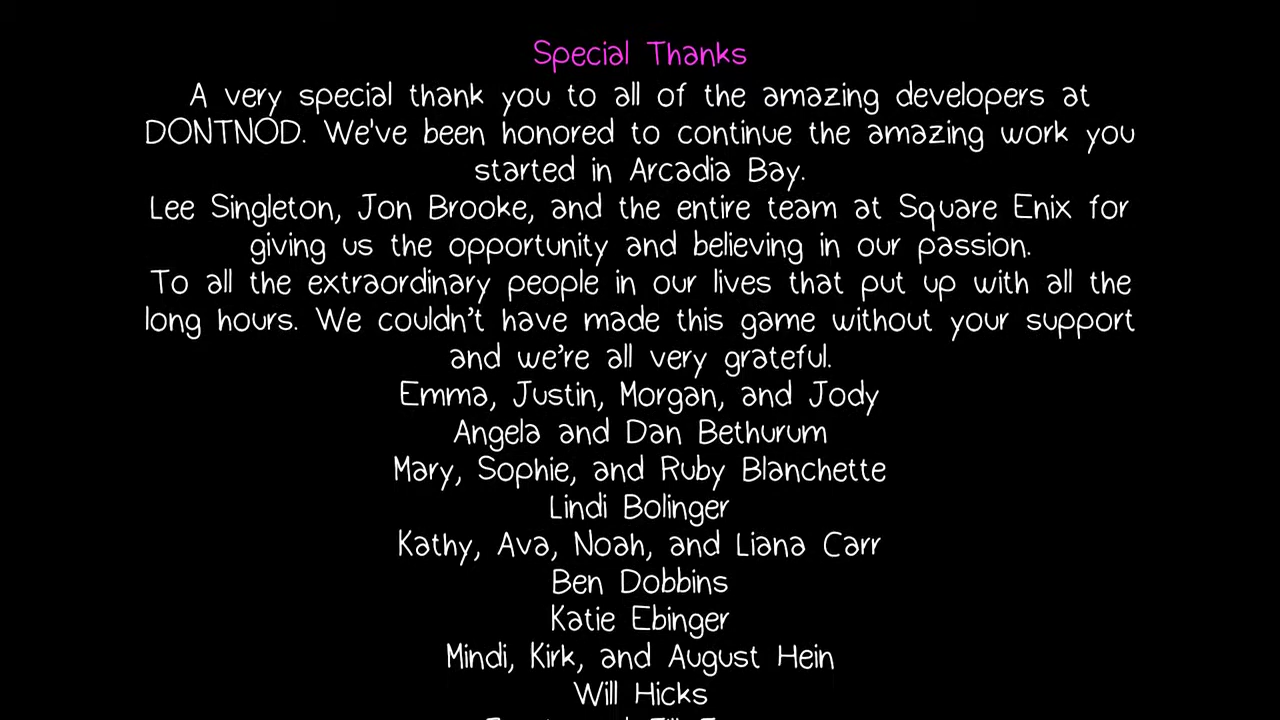 Special Thanks
A very special thank you to all of the amazing developers at
DONTNOD. We've been honored to continue the amazing work you
started in Arcadia Bay.
Lee Singleton, Jon Brooke, and the entire team at Square Enix for
giving us the opportunity and believing in our passion.
To all the extraordinary people in our lives that put up with all the
long hours. We couldn’t have made this game without your support
and we’re all very grateful.
Emma, Justin, Morgan, and Jody
Angela and Dan Bethurum
Mary, Sophie, and Ruby Blanchette
Lindi Bolinger
Kathy, Ava, Noah, and Liana Carr
Ben Dobbins
Katie Ebinger
Mindi, Kirk, and August Hein
Will Hicks